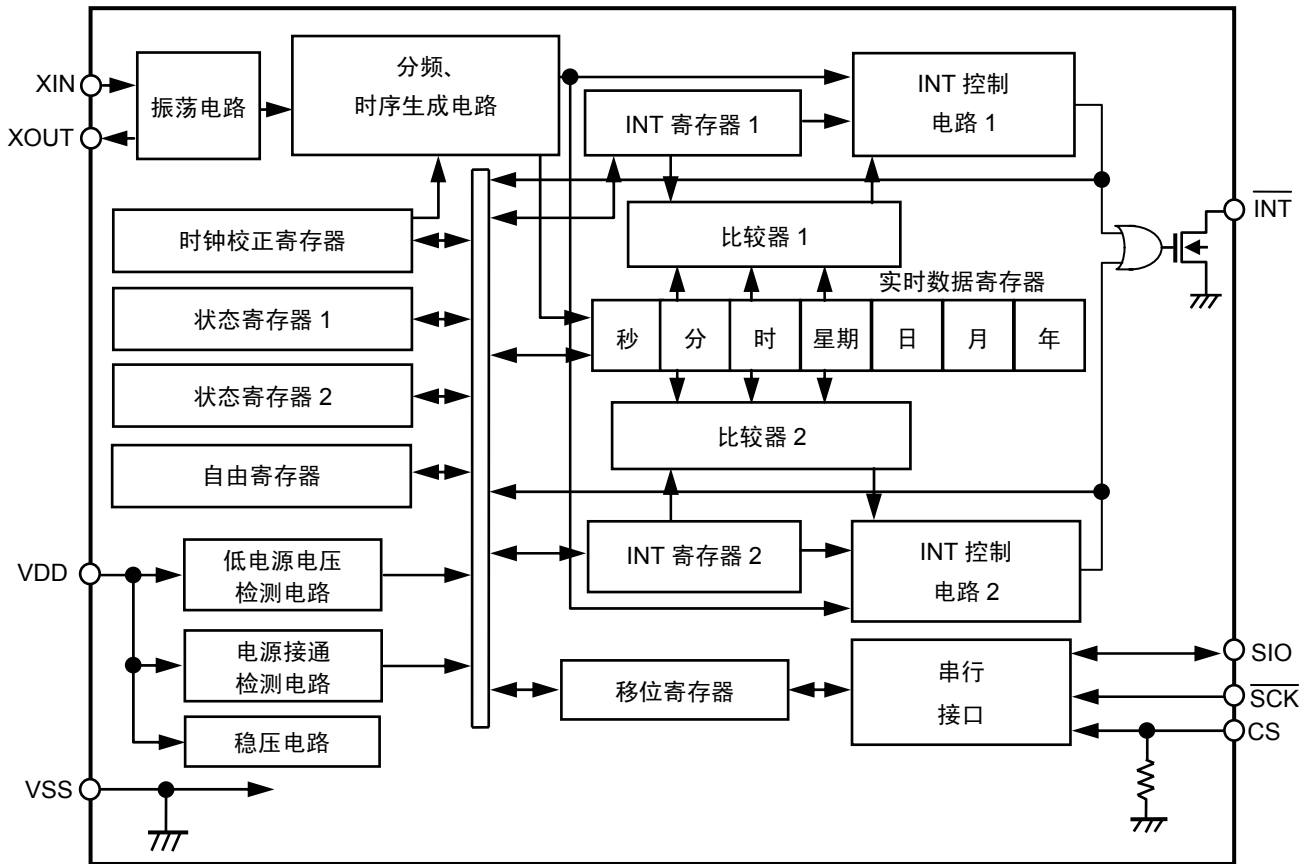 XIN
XOUT
振荡电路
分频、
时序生成电路
INT 寄存器 1
INT 控制
电路 1
时钟校正寄存器
比较器 1
INT
实时数据寄存器
状态寄存器 1
秒 分 时 星期 日 月 年
状态寄存器 2
比较器 2
自由寄存器
VDD
低电源电压
检测电路
INT 寄存器 2
INT 控制
电路 2
电源接通
检测电路
移位寄存器
串行
接口
SIO
SCK
CS
稳压电路
VSS